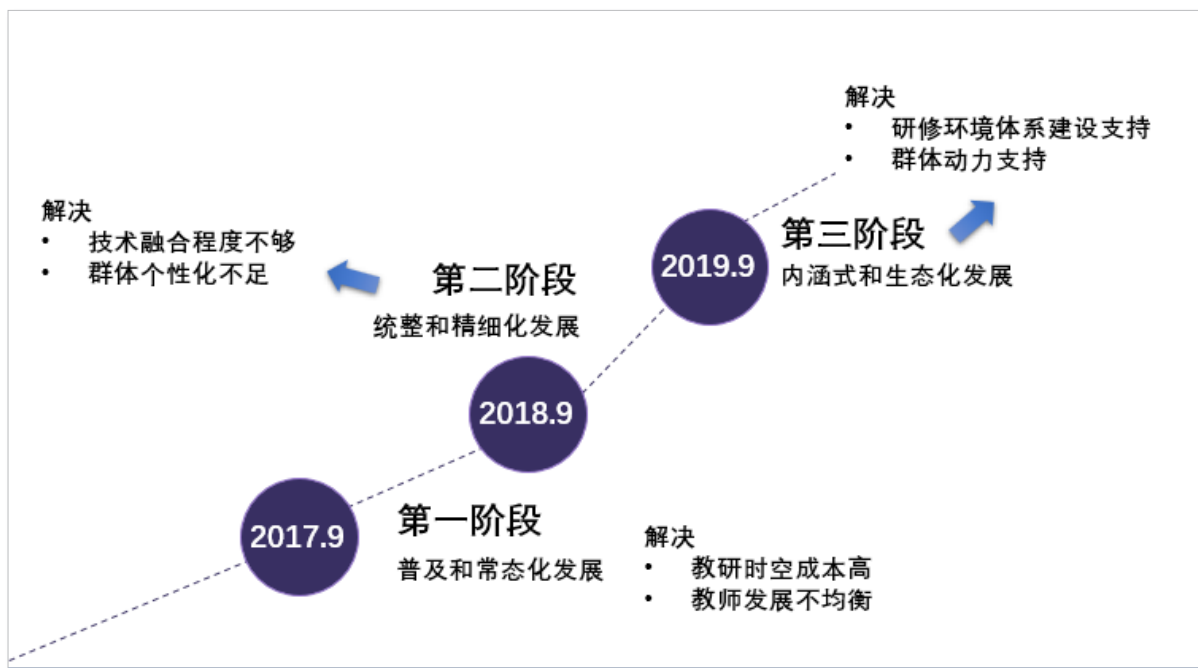 解决
• 研修环境体系建设支持
• 群体动力支持
2019.9
第三阶段
内涵式和生态化发展
解决
• 技术融合程度不够
• 群体个性化不足
第二阶段
统整和精细化发展
2018.9
2017.9
第一阶段
普及和常态化发展
解决
• 教研时空成本高
• 教师发展不均衡